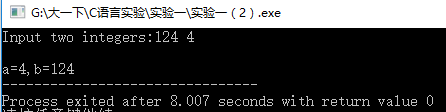 G:\大一下\C语言实验\实验一\实验一（2）.exe
Input two integers:124 4
a=4,b=124
--------------------------------
Process exited after 8.007 seconds with return value 0